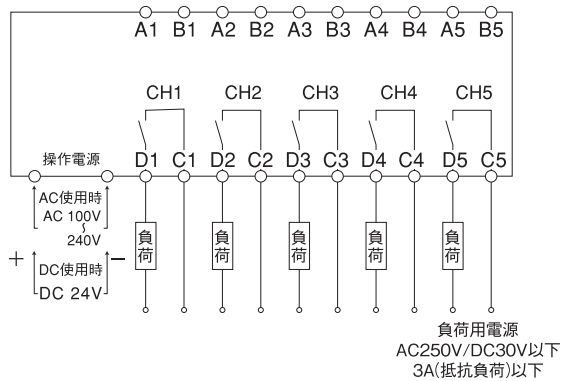 A1 B1 A2 B2 A3 B3 A4 B4 A5 B5
CH1 CH2 CH3 CH4 CH5
操作電源
D1 C1 D2 C2 D3 C3 D4 C4 D5 C5
AC使用時
AC 100V
~
240V
負荷 負荷 負荷 負荷 負荷
+ −
DC使用時
DC 24V
負荷用電源
AC250V/DC30V以下
3A(抵抗負荷)以下